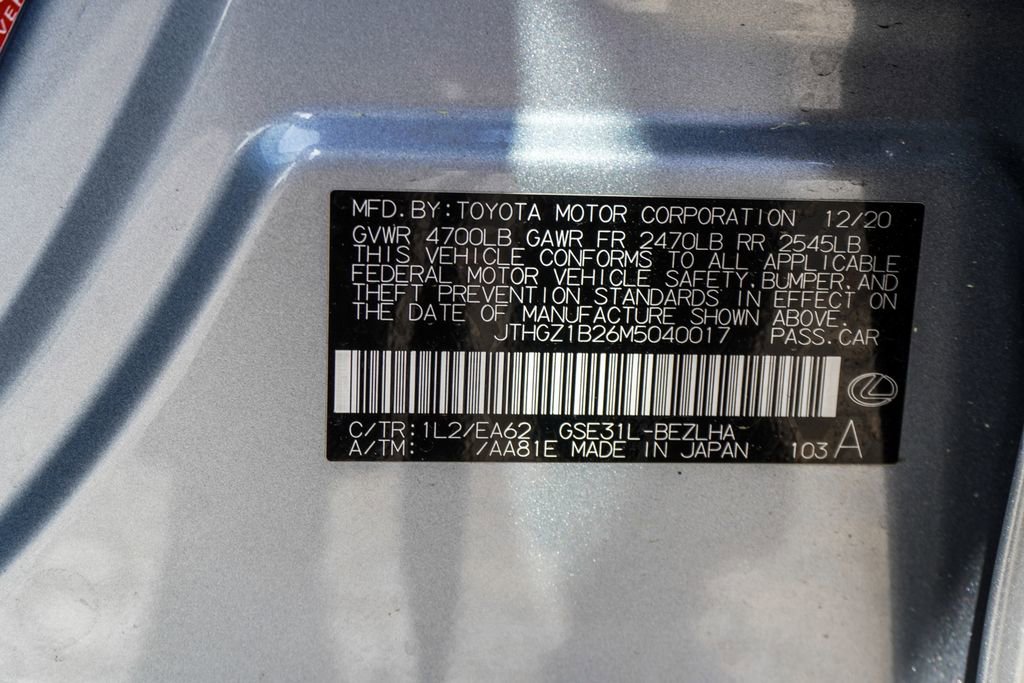 VEH
MFD. BY: TOYOTA MOTOR CORPORATION 12/20
GVWR 4700LB GAWR FR 2470LB RR 2545LB
THIS VEHICLE CONFORMS TO ALL APPLICABLE
FEDERAL MOTOR VEHICLE SAFETY, BUMPER, AND
THEFT PREVENTION STANDARDS IN EFFECT ON
THE DATE OF MANUFACTURE SHOWN ABOVE.
JTHGZ1B26M5040017 PASS. CAR
C/TR: 1L2/EA62 GSE31L-BEZLHA
A/TM: /AA81E MADE IN JAPAN 103 A